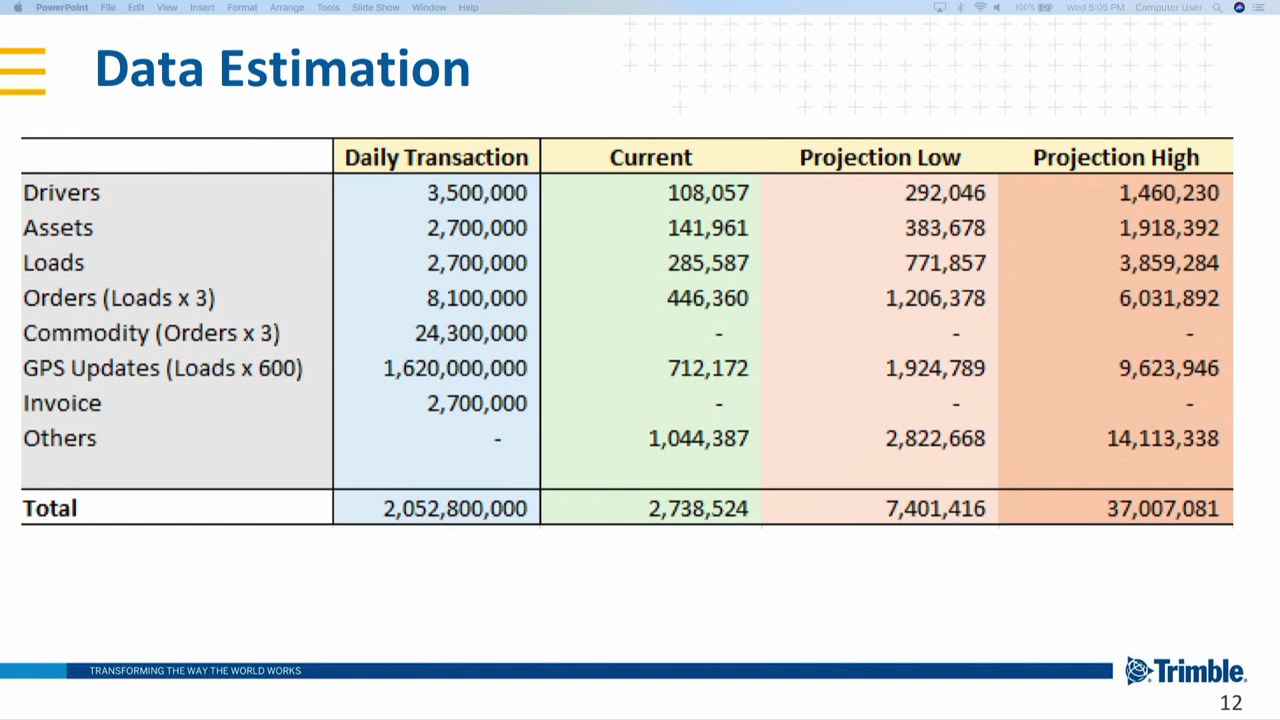 PowerPoint File Edit View Insert Format Arrange Tools Slide Show Window Help 100% Wed 5:05 PM Computer User
Data Estimation
Daily Transaction Current Projection Low Projection High
Drivers 3,500,000 108,057 292,046 1,460,230
Assets 2,700,000 141,961 383,678 1,918,392
Loads 2,700,000 285,587 771,857 3,859,284
Orders (Loads x 3) 8,100,000 446,360 1,206,378 6,031,892
Commodity (Orders x 3) 24,300,000 - - -
GPS Updates (Loads x 600) 1,620,000,000 712,172 1,924,789 9,623,946
Invoice 2,700,000 - - -
Others - 1,044,387 2,822,668 14,113,338
Total 2,052,800,000 2,738,524 7,401,416 37,007,081
TRANSFORMING THE WAY THE WORLD WORKS
Trimble
12